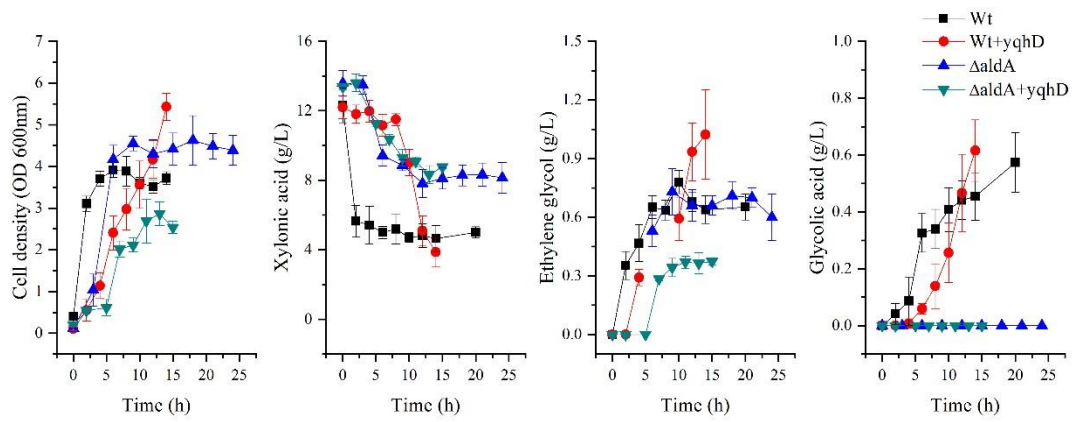 Wt
Wt+yqhD
ΔaldA
ΔaldA+yqhD
Cell density (OD 600nm)
7
6
5
4
3
2
1
0
0 5 10 15 20 25
Time (h)
Xylonic acid (g/L)
16
12
8
4
0
0 5 10 15 20 25
Time (h)
Ethylene glycol (g/L)
1.5
1.2
0.9
0.6
0.3
0.0
0 5 10 15 20 25
Time (h)
Glycolic acid (g/L)
1.0
0.8
0.6
0.4
0.2
0.0
0 5 10 15 20 25
Time (h)